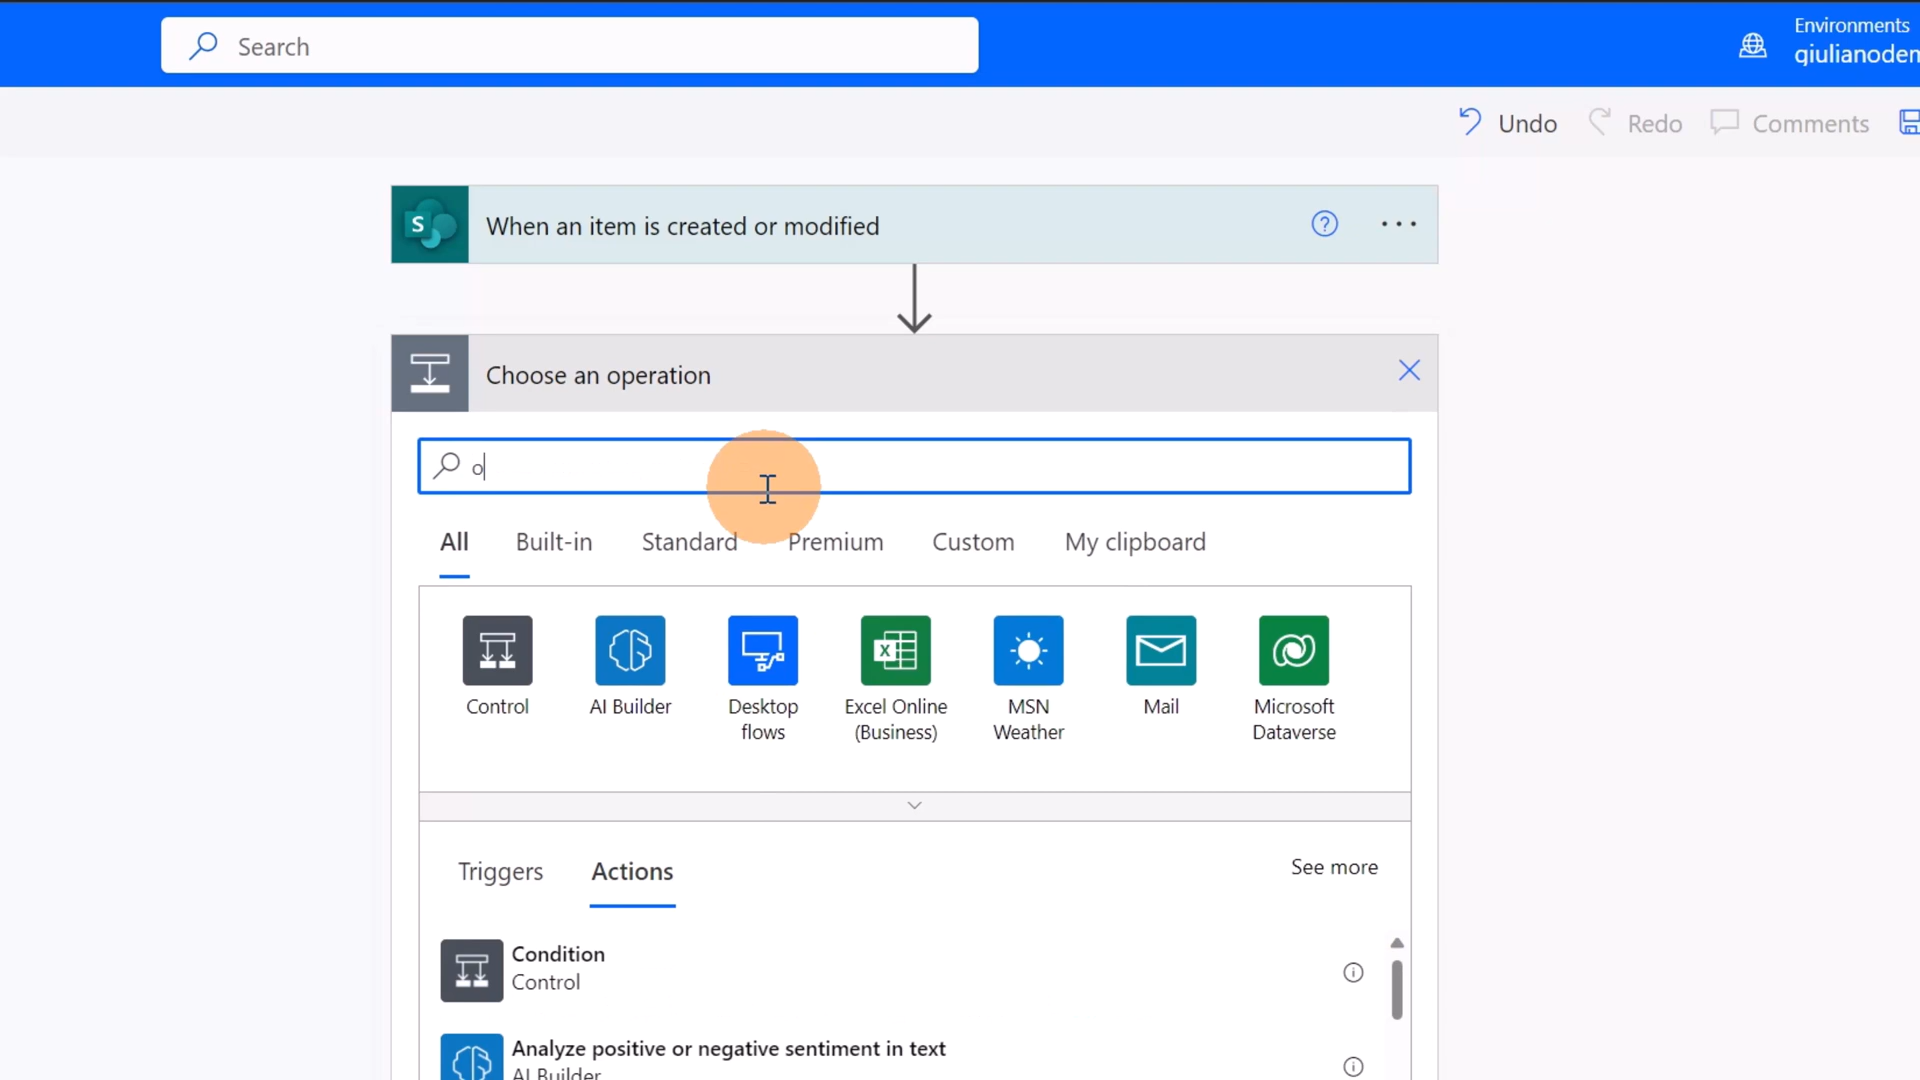 Search
Environments
giulianodem
Undo
Redo
Comments
S
When an item is created or modified
?
Choose an operation
o
All
Built-in
Standard
Premium
Custom
My clipboard
Control
AI Builder
Desktop
flows
X
Excel Online
(Business)
MSN
Weather
Mail
Microsoft
Dataverse
Triggers
Actions
See more
Condition
Control
Analyze positive or negative sentiment in text
AI Builder